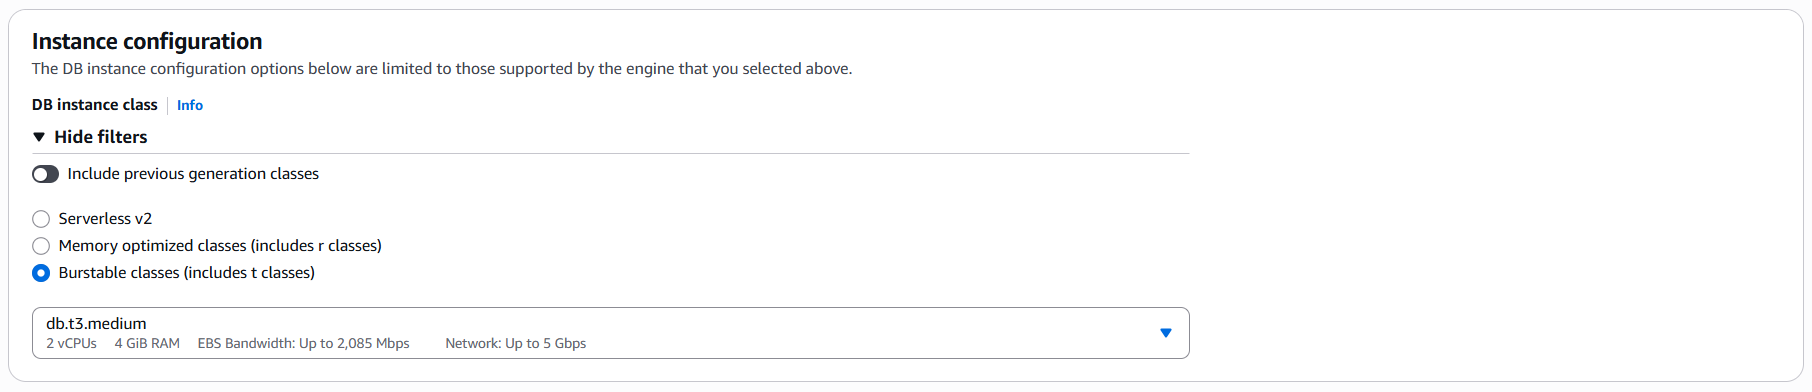 Instance configuration
The DB instance configuration options below are limited to those supported by the engine that you selected above.
DB instance class Info
Hide filters
Include previous generation classes
Serverless v2
Memory optimized classes (includes r classes)
Burstable classes (includes t classes)
db.t3.medium
2 vCPUs 4 GiB RAM EBS Bandwidth: Up to 2,085 Mbps Network: Up to 5 Gbps